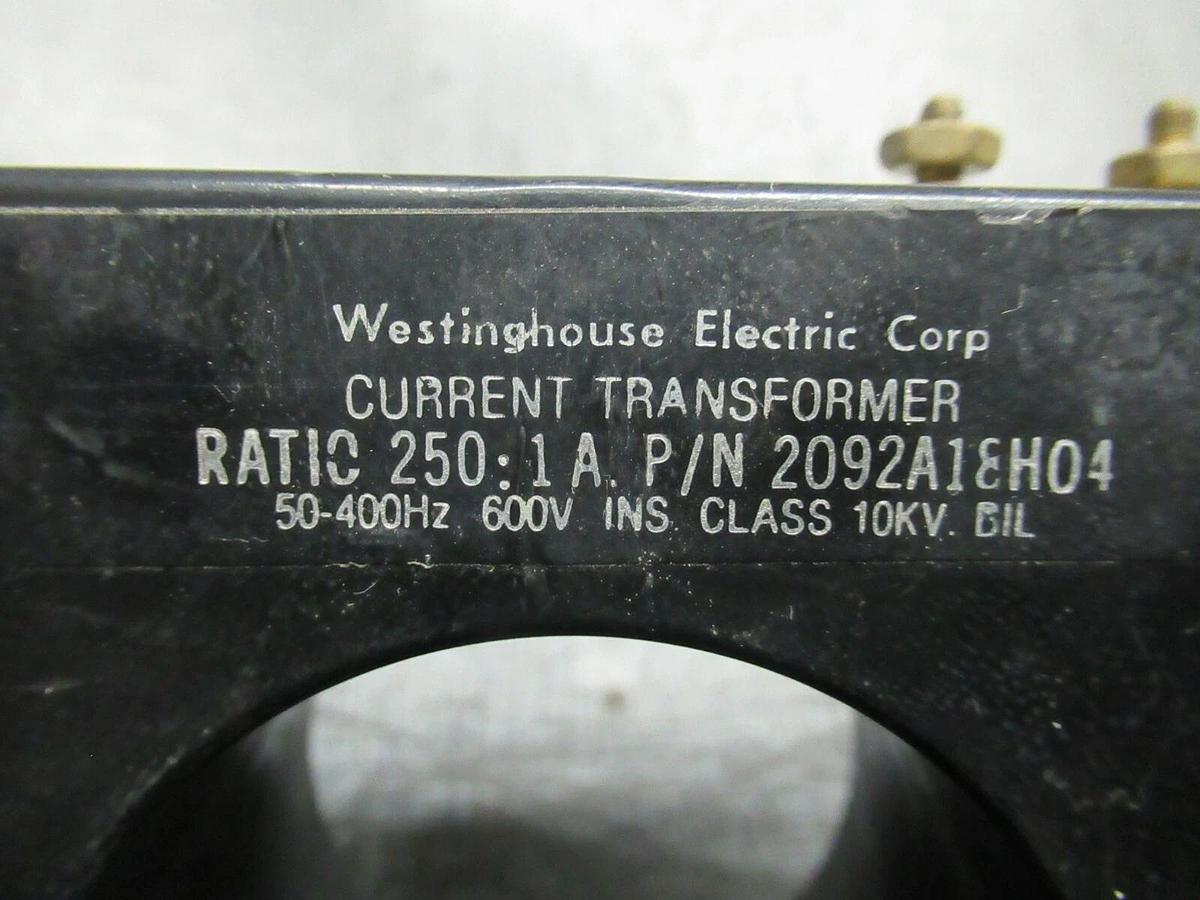 Westinghouse Electric Corp
CURRENT TRANSFORMER
RATIO 250:1 A. P/N 2092A18H04
50-400Hz 600V INS CLASS 10KV. BIL